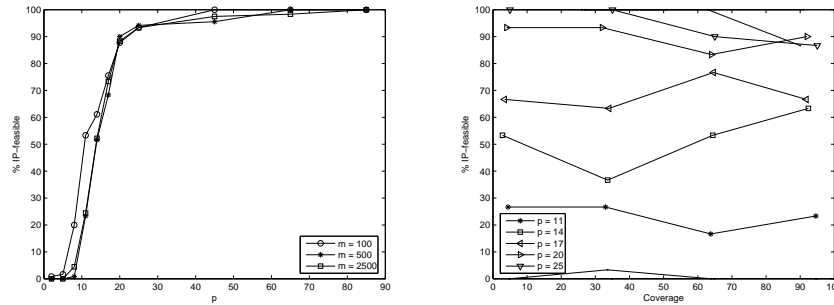 100
90
80
70
60
50
40
30
20
10
0
% IP−feasible
0 10 20 30 40 50 60 70 80 90
p
m = 100
m = 500
m = 2500
100
90
80
70
60
50
40
30
20
10
0
% IP−feasible
0 10 20 30 40 50 60 70 80 90 100
Coverage
p = 11
p = 14
p = 17
p = 20
p = 25